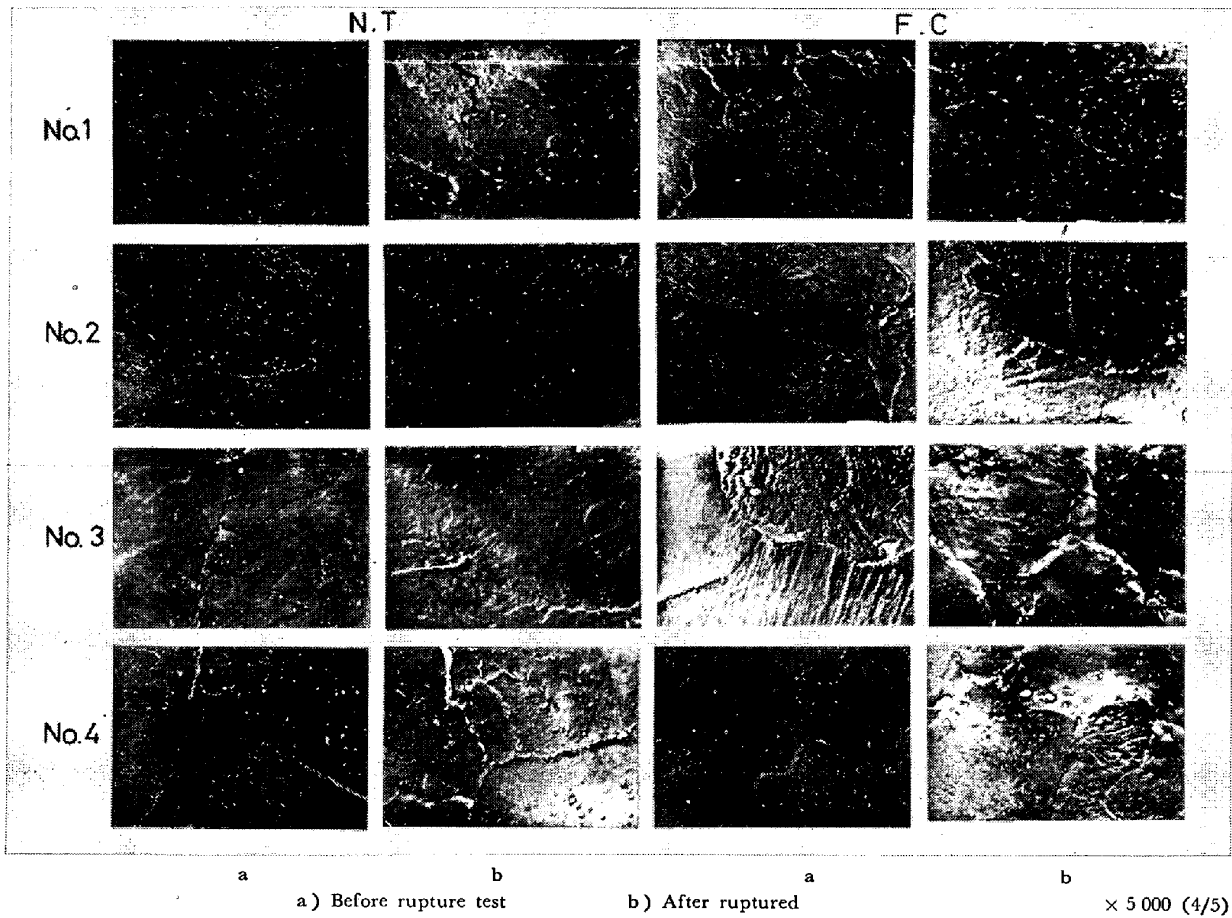 N.T F.C
No.1
No.2
No.3
No.4
a b a b
a) Before rupture test b) After ruptured × 5 000 (4/5)